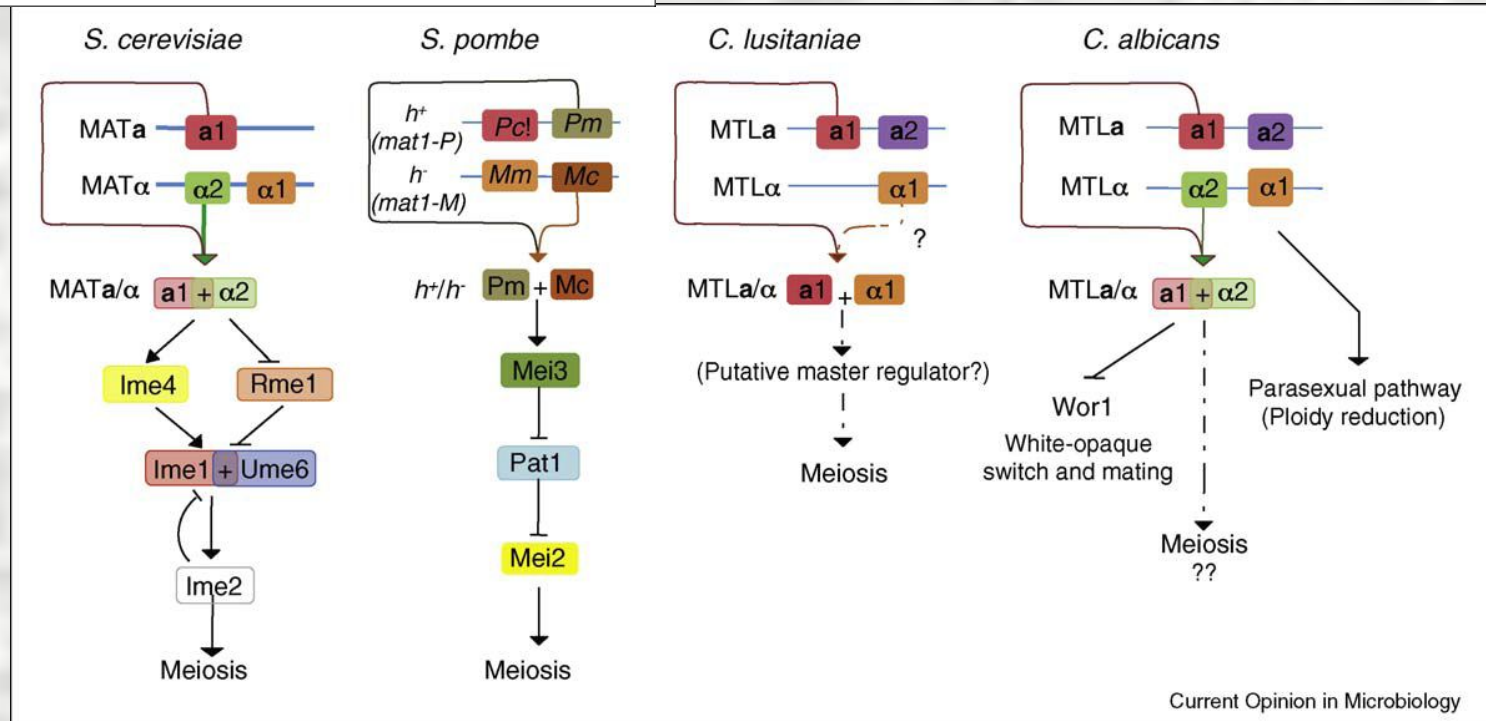 S. cerevisiae
MATa
a1
MATα
α2
α1
MATa/α
a1 + α2
Ime4
Rme1
Ime1 + Ume6
Ime2
Meiosis
S. pombe
h+
(mat1-P)
Pc!
Pm
h-
(mat1-M)
Mm
Mc
h+/h-
Pm + Mc
Mei3
Pat1
Mei2
Meiosis
C. lusitaniae
MTLa
a1
a2
MTLα
α1
?
MTLa/α
a1 + α1
(Putative master regulator?)
Meiosis
C. albicans
MTLa
a1
a2
MTLα
α2
α1
MTLa/α
a1 + α2
Wor1
White-opaque
switch and mating
Meiosis
??
Parasexual pathway
(Ploidy reduction)
Current Opinion in Microbiology